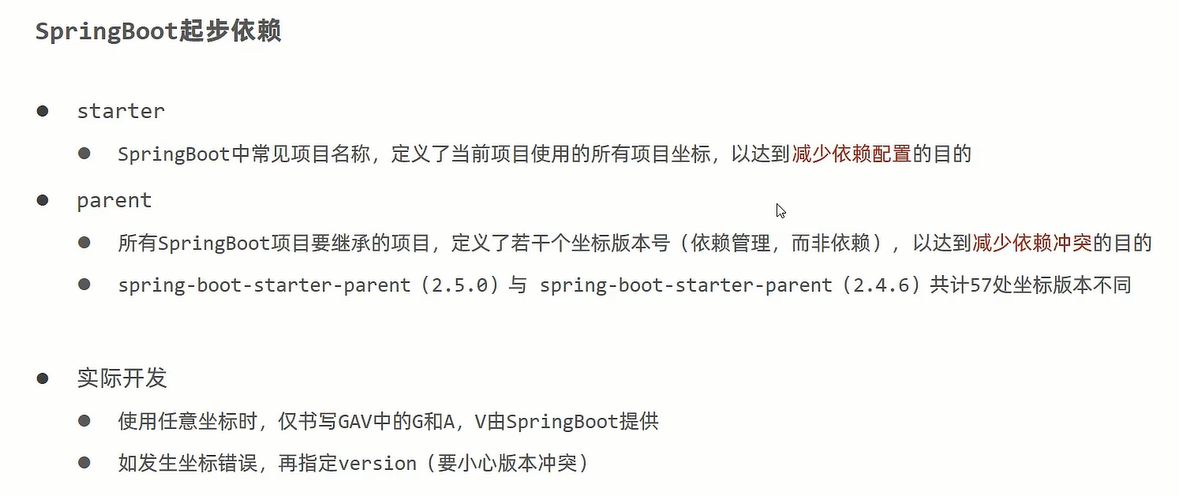 SpringBoot起步依赖
starter
SpringBoot中常见项目名称，定义了当前项目使用的所有项目坐标，以达到减少依赖配置的目的
parent
所有SpringBoot项目要继承的项目，定义了若干个坐标版本号（依赖管理，而非依赖），以达到减少依赖冲突的目的
spring-boot-starter-parent（2.5.0）与 spring-boot-starter-parent（2.4.6）共计57处坐标版本不同
实际开发
使用任意坐标时，仅书写GAV中的G和A，V由SpringBoot提供
如发生坐标错误，再指定version（要小心版本冲突）